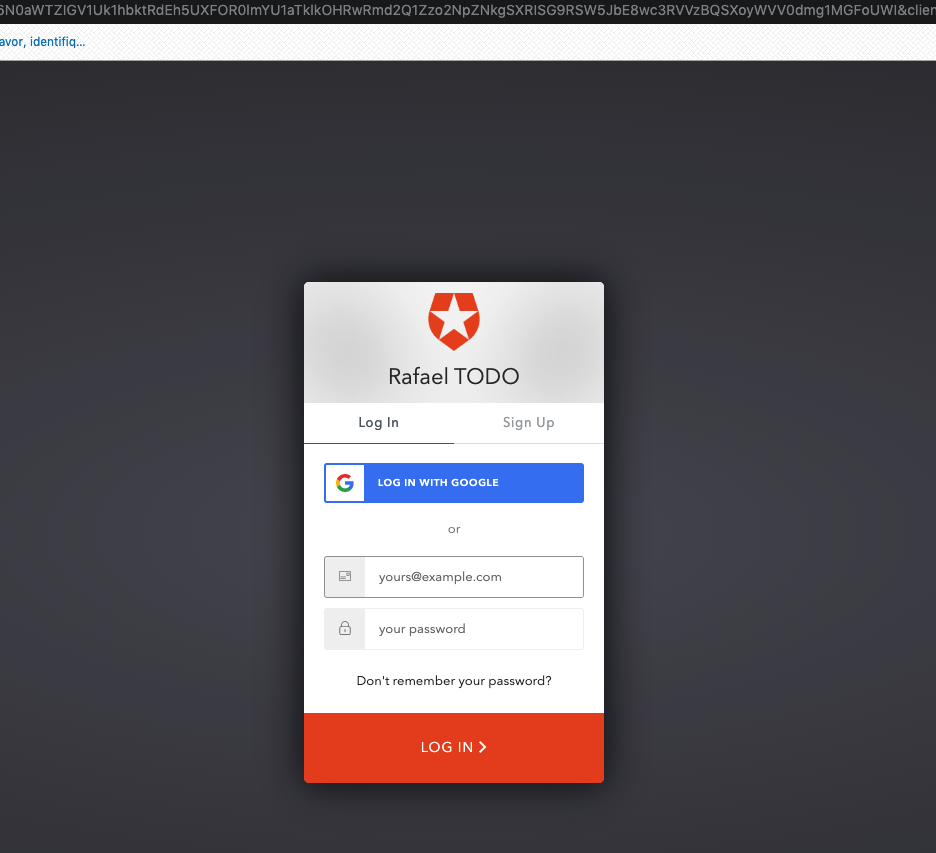 6N0aWTZIGV1Uk1hbktRdEh5UXFOR0lmYU1aTklkOHRwRmd2Q1Zzo2NpZNkgSXRlSG9RSW5JbE8wc3RVVzBQSXoyWVV0dmg1MGFoUWl&clien
avor, identifiq...
Rafael TODO
Log In Sign Up
LOG IN WITH GOOGLE
or
yours@example.com
your password
Don't remember your password?
LOG IN